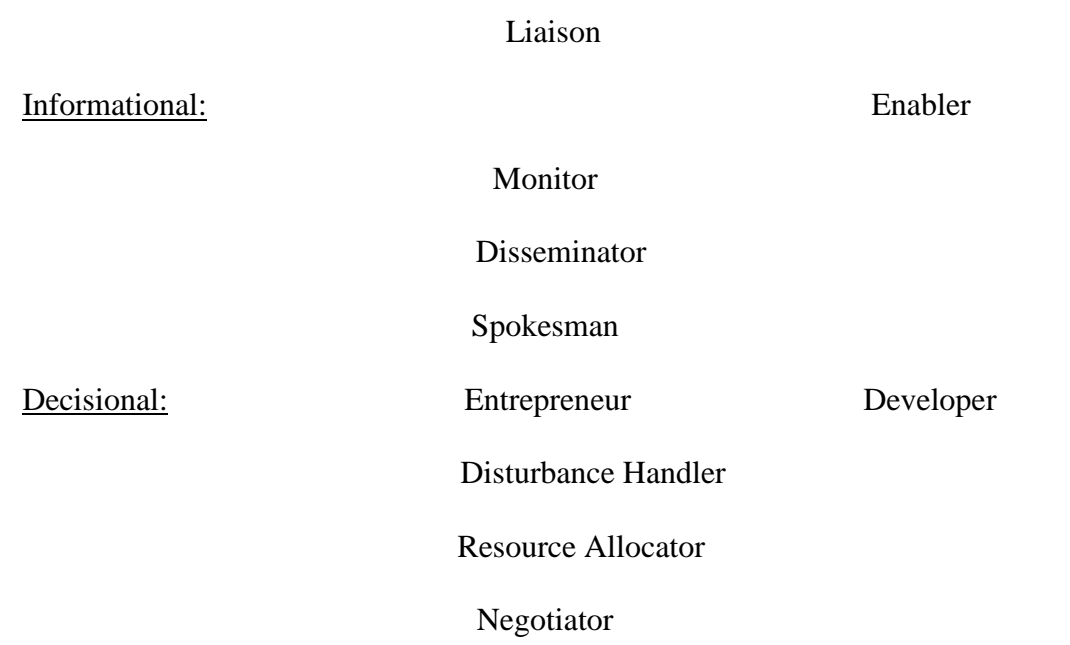 Liaison
Informational: Enabler
Monitor
Disseminator
Spokesman
Decisional: Entrepreneur Developer
Disturbance Handler
Resource Allocator
Negotiator